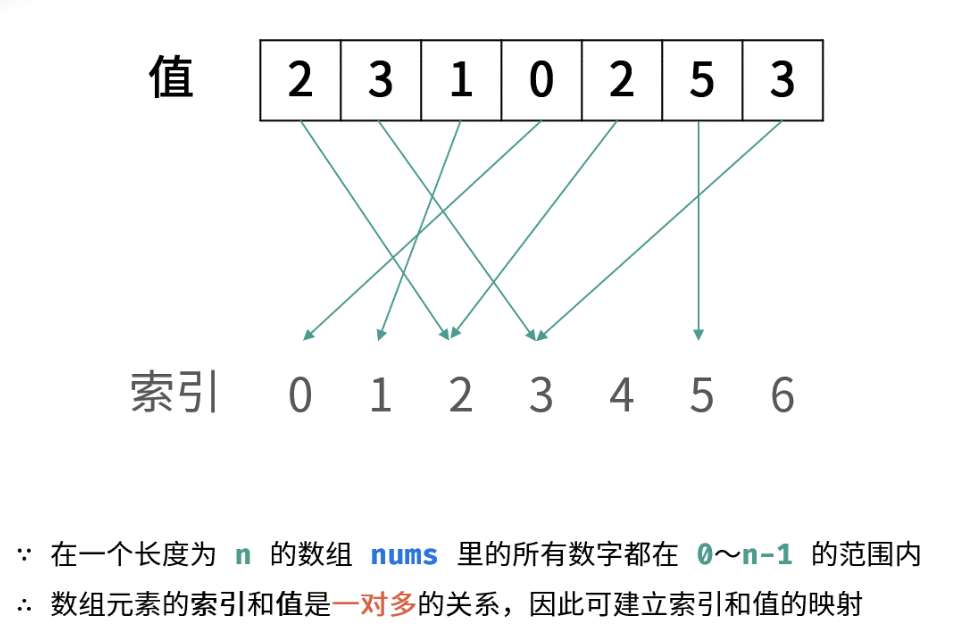 值 2 3 1 0 2 5 3
索引 0 1 2 3 4 5 6
∵ 在一个长度为 n 的数组 nums 里的所有数字都在 0～n-1 的范围内
∴ 数组元素的索引和值是一对多的关系，因此可建立索引和值的映射